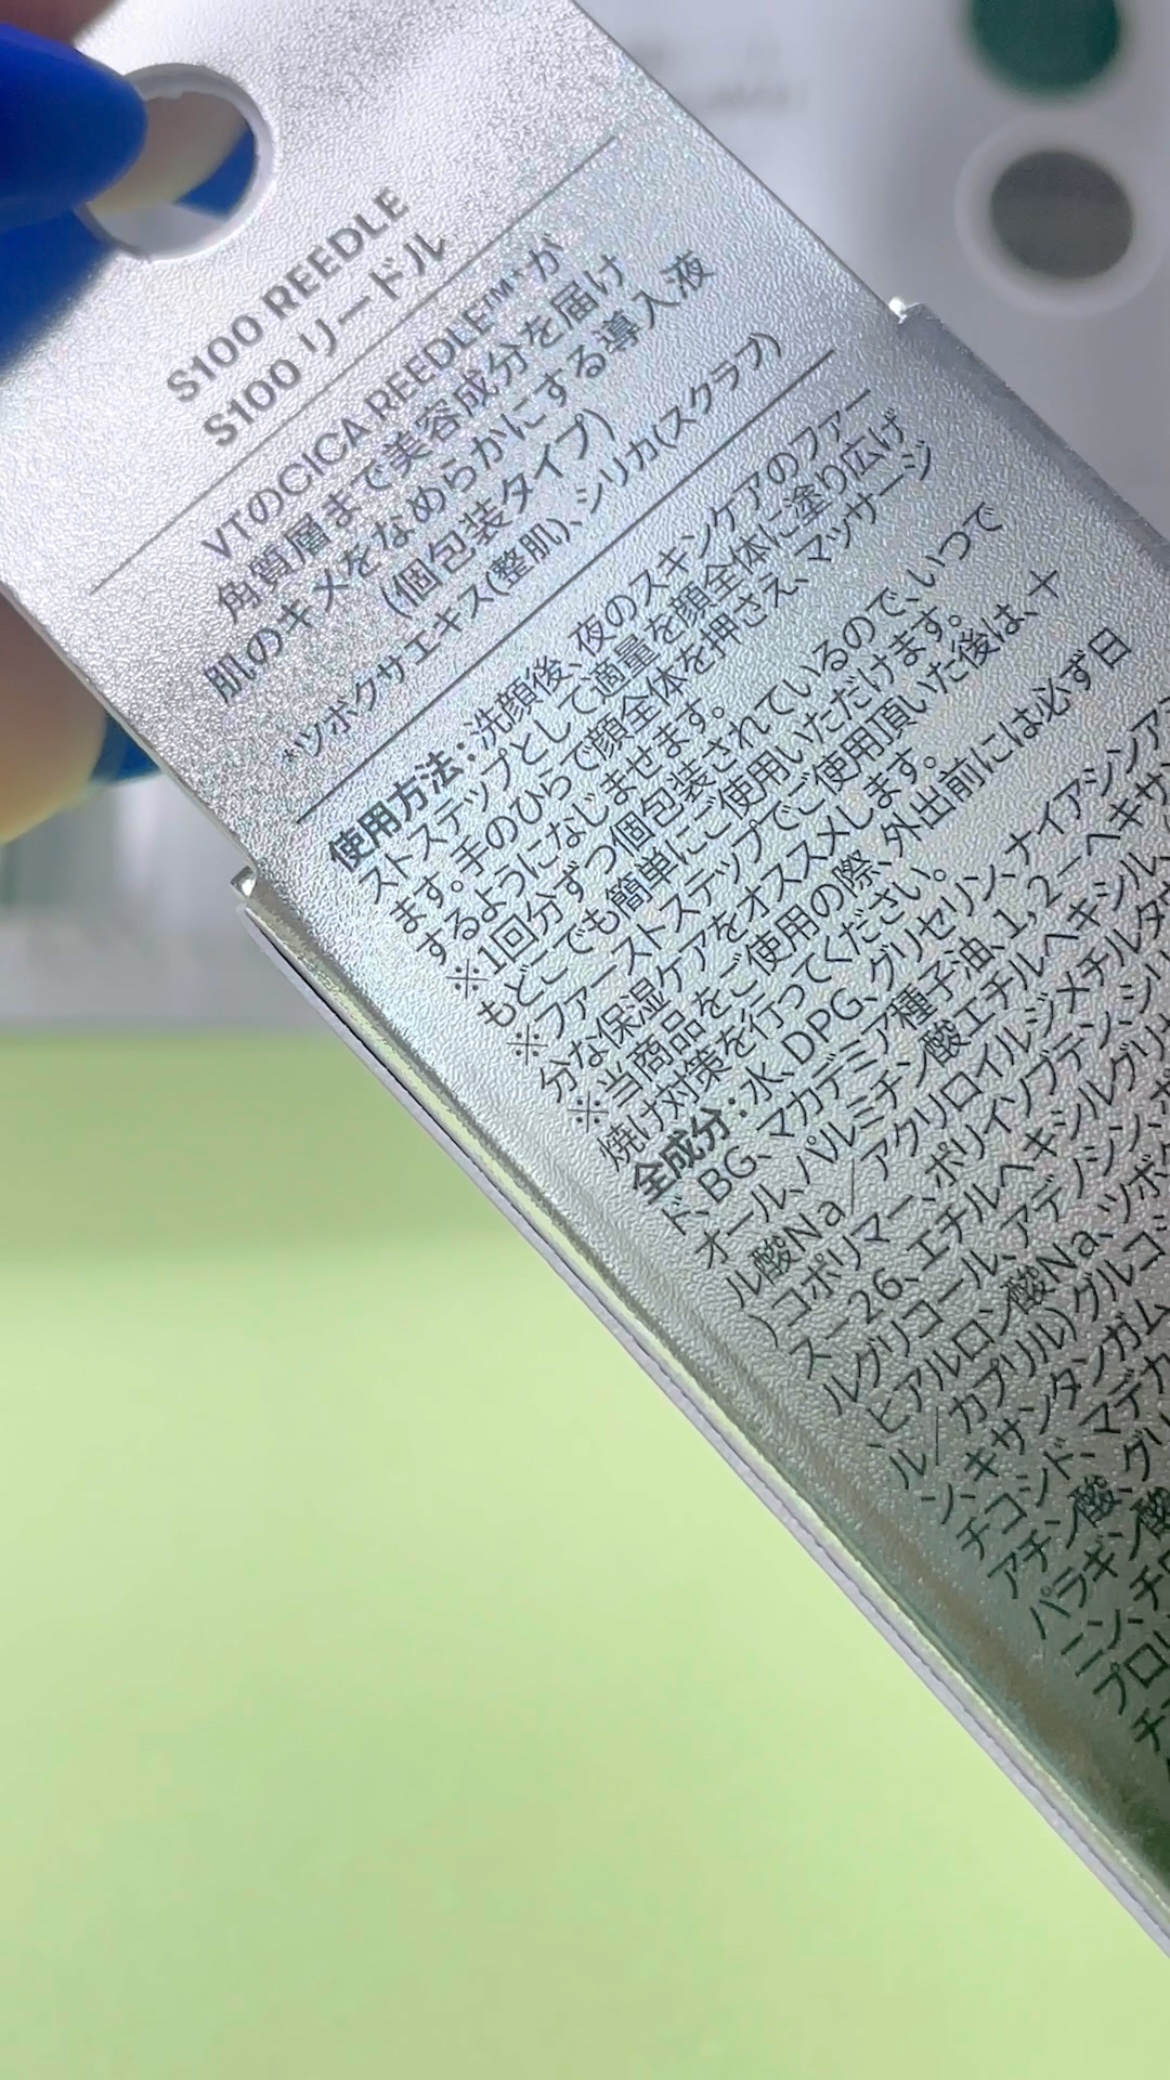 S100 REEDLE
S100 リードル
VTのCICA REEDLE™*が
角質層まで美容成分を届け
肌のキメをなめらかにする導入液
(個包装タイプ)
*ツボクサエキス(整肌)、シリカ(スクラブ)
使用方法:洗顔後、夜のスキンケアのファー
ストステップとして適量を顔全体に塗り広げ
ます。手のひらで顔全体を押さえ、マッサージ
するようになじませます。
※1回分ずつ個包装されているので、いつで
もどこでも簡単にご使用いただけます。
※ファーストステップでご使用頂いた後は、十
分な保湿ケアをオススメします。
※当商品をご使用の際、外出前には必ず日
焼け対策を行ってください。
全成分:水、DPG、グリセリン、ナイアシンア
ド、BG、マカデミア種子油、1,2-ヘキサ
オール、パルミチン酸エチルヘキシル、
ル酸Na/アクリロイルジメチルタ
)コポリマー、ポリイソブテン、シリ
スー26、エチルヘキシルグリ
ルグリコール、アデノシン、
ヒアルロン酸Na、ツボ
ル/カプリル)グルコ
ン、キサンタンガム
チコシド、マデカ
アチン酸、グ
パラギン酸
ニン、チ
プロ
チ